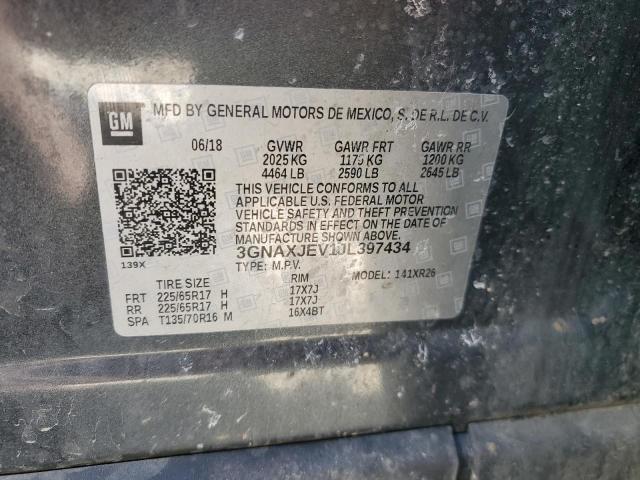 GM
MFD BY GENERAL MOTORS DE MEXICO, S. DE R.L. DE C.V.
06/18 GVWR GAWR FRT GAWR RR
2025 KG 1175 KG 1200 KG
4464 LB 2590 LB 2645 LB
THIS VEHICLE CONFORMS TO ALL
APPLICABLE U.S. FEDERAL MOTOR
VEHICLE SAFETY AND THEFT PREVENTION
STANDARDS IN EFFECT ON THE DATE OF
MANUFACTURE SHOWN ABOVE.
139X 3GNAXJEV1JL397434
TYPE: M.P.V. MODEL: 141XR26
TIRE SIZE RIM
FRT 225/65R17 H 17X7J
RR 225/65R17 H 17X7J
SPA T135/70R16 M 16X4BT